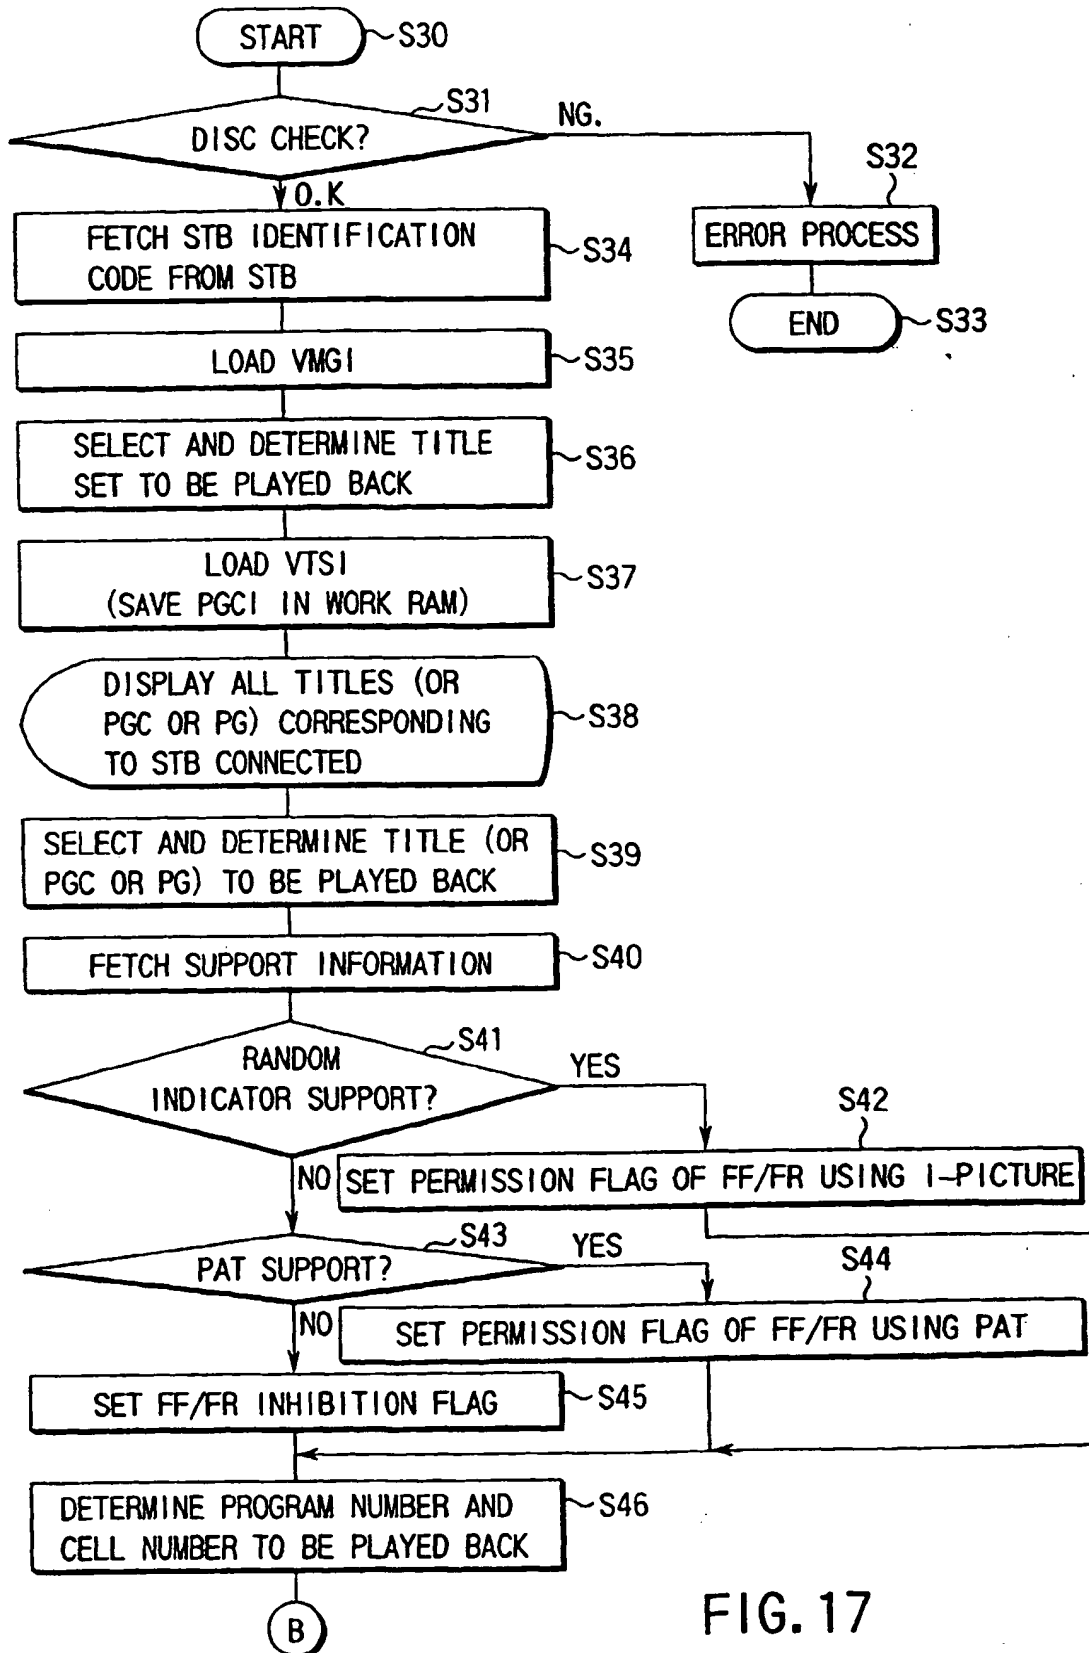 START
S30
S31
DISC CHECK?
NG.
O.K
S32
ERROR PROCESS
END
S33
FETCH STB IDENTIFICATION
CODE FROM STB
S34
LOAD VMGI
S35
SELECT AND DETERMINE TITLE
SET TO BE PLAYED BACK
S36
LOAD VTSI
(SAVE PGCI IN WORK RAM)
S37
DISPLAY ALL TITLES (OR
PGC OR PG) CORRESPONDING
TO STB CONNECTED
S38
SELECT AND DETERMINE TITLE (OR
PGC OR PG) TO BE PLAYED BACK
S39
FETCH SUPPORT INFORMATION
S40
S41
RANDOM
INDICATOR SUPPORT?
YES
S42
NO
SET PERMISSION FLAG OF FF/FR USING I-PICTURE
S43
PAT SUPPORT?
YES
S44
NO
SET PERMISSION FLAG OF FF/FR USING PAT
SET FF/FR INHIBITION FLAG
S45
DETERMINE PROGRAM NUMBER AND
CELL NUMBER TO BE PLAYED BACK
S46
B
FIG. 17